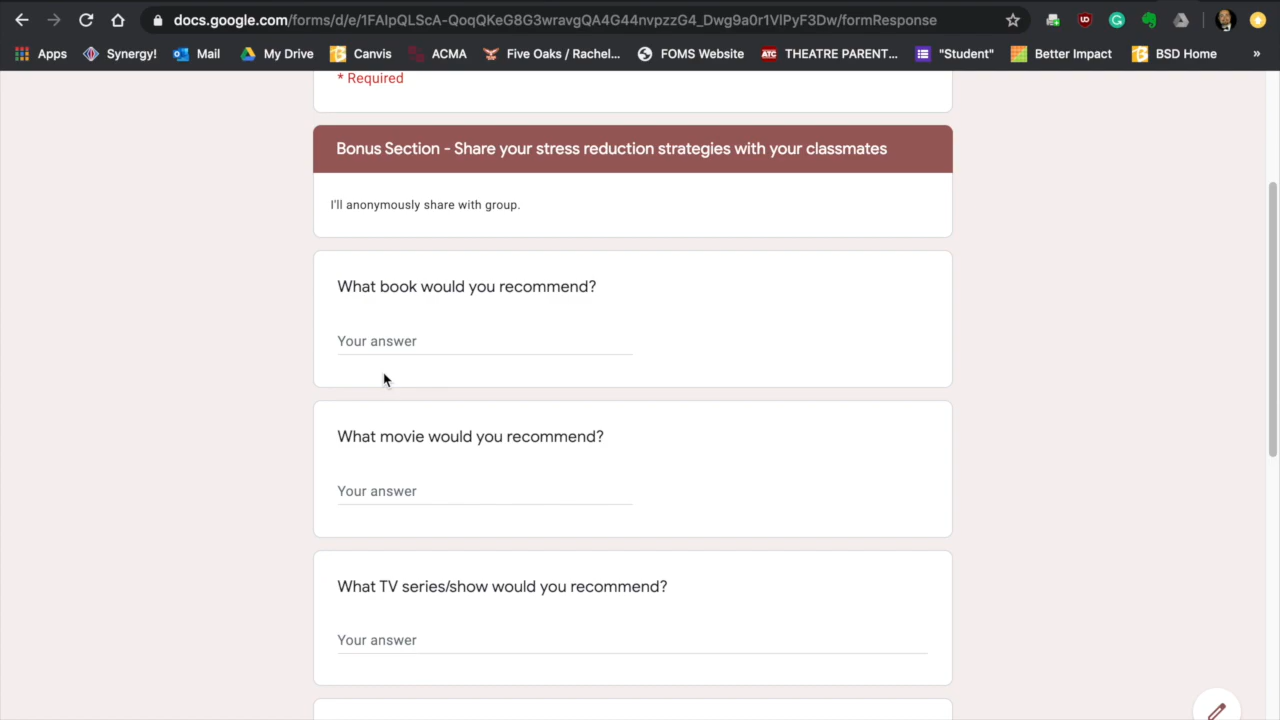 docs.google.com/forms/d/e/1FAIpQLScA-QoqQKeG8G3wravgQA4G44nvpzzG4_Dwg9a0r1VlPyF3Dw/formResponse
Apps Synergy! Mail My Drive Canvis ACMA Five Oaks / Rachel... FOMS Website ATC THEATRE PARENT... "Student" Better Impact BSD Home »
* Required
Bonus Section - Share your stress reduction strategies with your classmates
I'll anonymously share with group.
What book would you recommend?
Your answer
What movie would you recommend?
Your answer
What TV series/show would you recommend?
Your answer